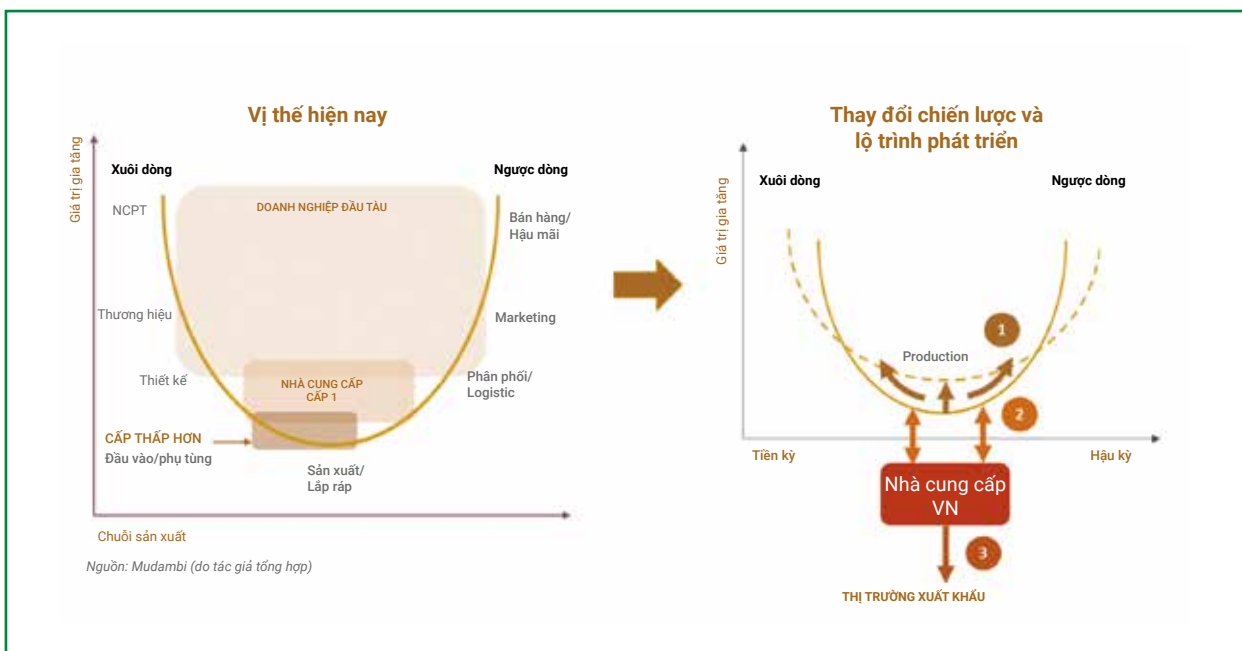 Vị thế hiện nay
Giá trị gia tăng
Xuôi dòng
Ngược dòng
NCPT
DOANH NGHIỆP ĐẦU TÀU
Bán hàng/
Hậu mãi
Thương hiệu
Marketing
Thiết kế
NHÀ CUNG CẤP
CẤP 1
Phân phối/
Logistic
CẤP THẤP HƠN
Đầu vào/phụ tùng
Sản xuất/
Lắp ráp
Chuỗi sản xuất
Nguồn: Mudambi (do tác giả tổng hợp)
Thay đổi chiến lược và
lộ trình phát triển
Giá trị gia tăng
Xuôi dòng
Ngược dòng
1
Production
2
Tiền kỳ
Hậu kỳ
Nhà cung cấp
VN
3
THỊ TRƯỜNG XUẤT KHẨU